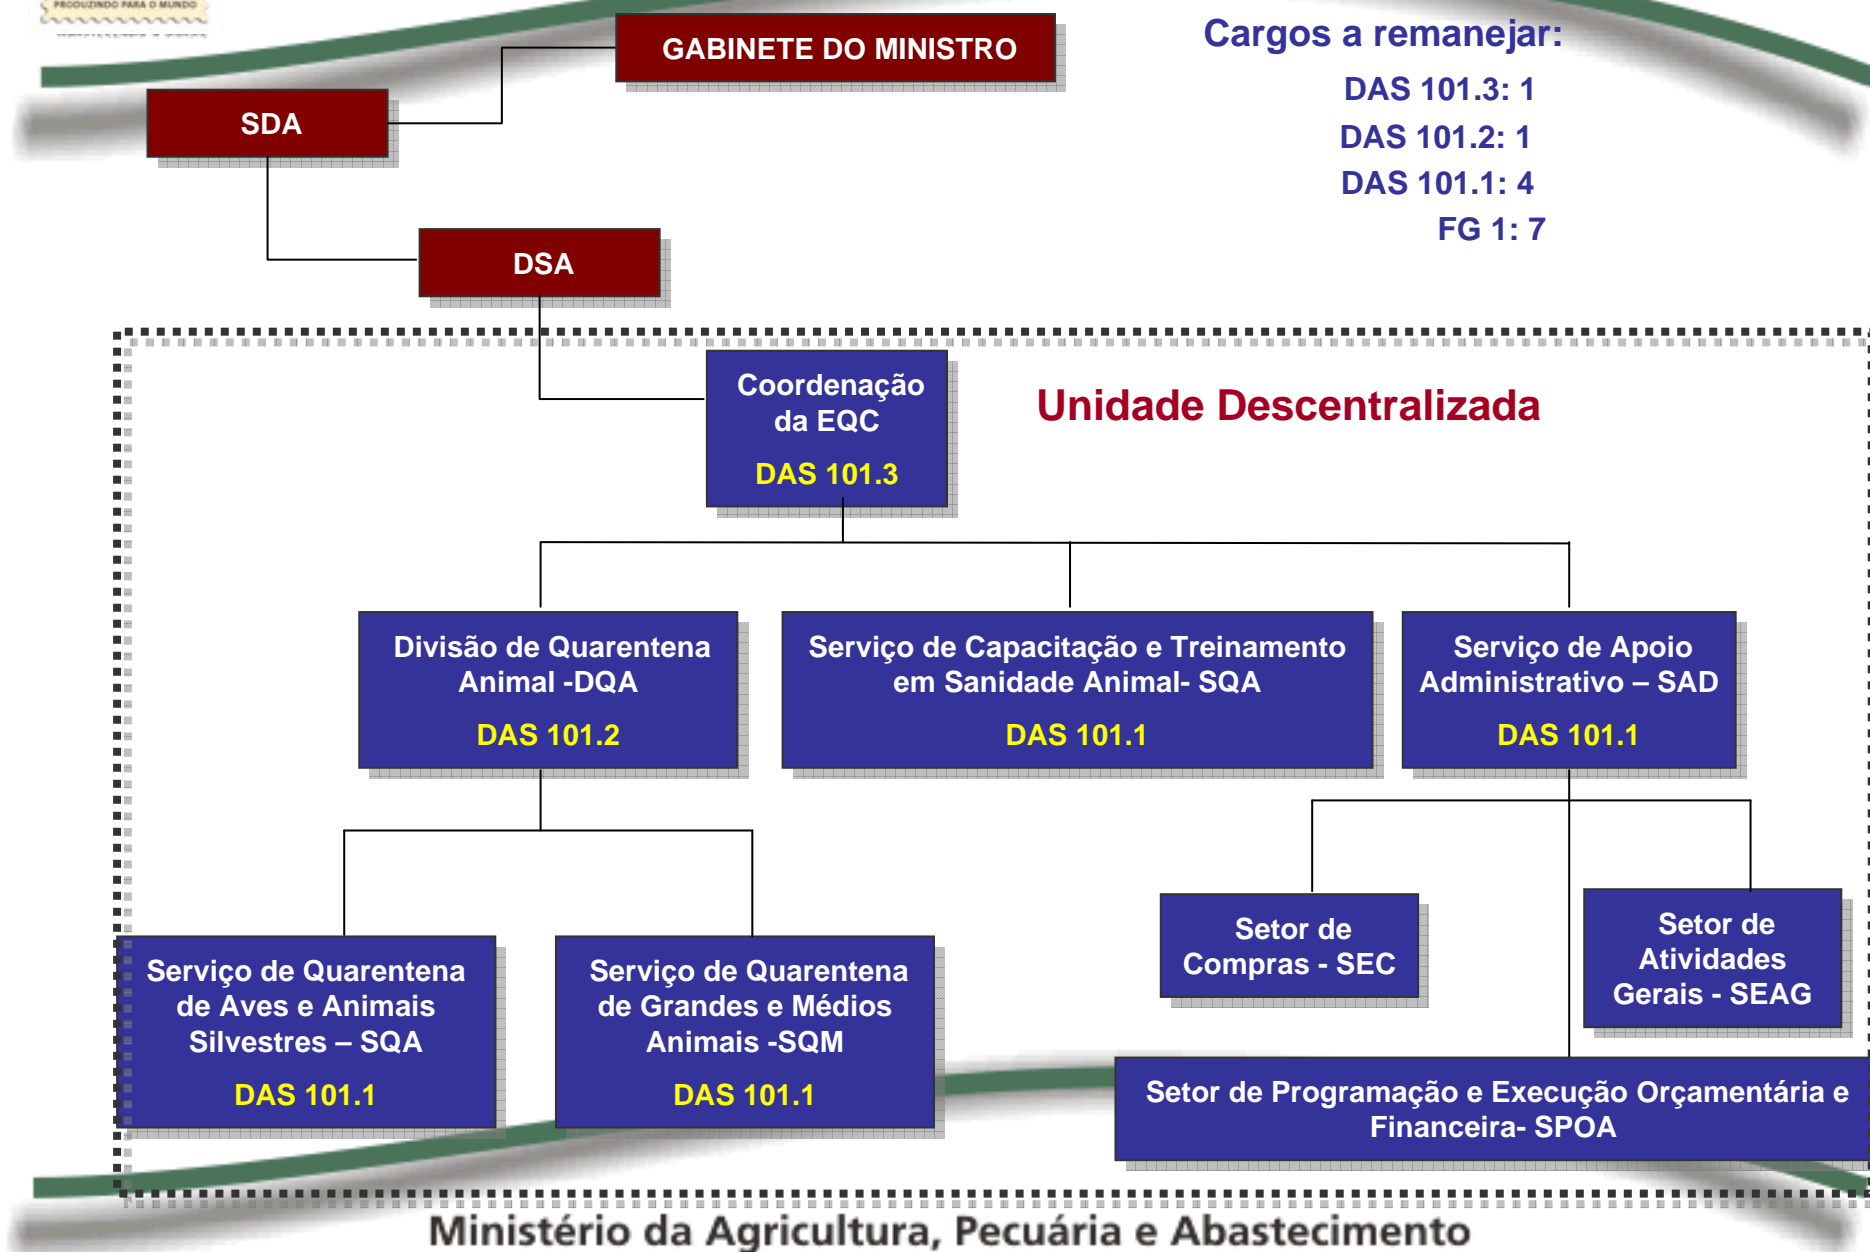 PRODUZINDO PARA O MUNDO
GABINETE DO MINISTRO
Cargos a remanejar:
DAS 101.3: 1
DAS 101.2: 1
DAS 101.1: 4
FG 1: 7
SDA
DSA
Coordenação
da EQC
DAS 101.3
Unidade Descentralizada
Divisão de Quarentena
Animal -DQA
DAS 101.2
Serviço de Capacitação e Treinamento
em Sanidade Animal- SQA
DAS 101.1
Serviço de Apoio
Administrativo – SAD
DAS 101.1
Serviço de Quarentena
de Aves e Animais
Silvestres – SQA
DAS 101.1
Serviço de Quarentena
de Grandes e Médios
Animais -SQM
DAS 101.1
Setor de
Compras - SEC
Setor de
Atividades
Gerais - SEAG
Setor de Programação e Execução Orçamentária e
Financeira- SPOA
Ministério da Agricultura, Pecuária e Abastecimento